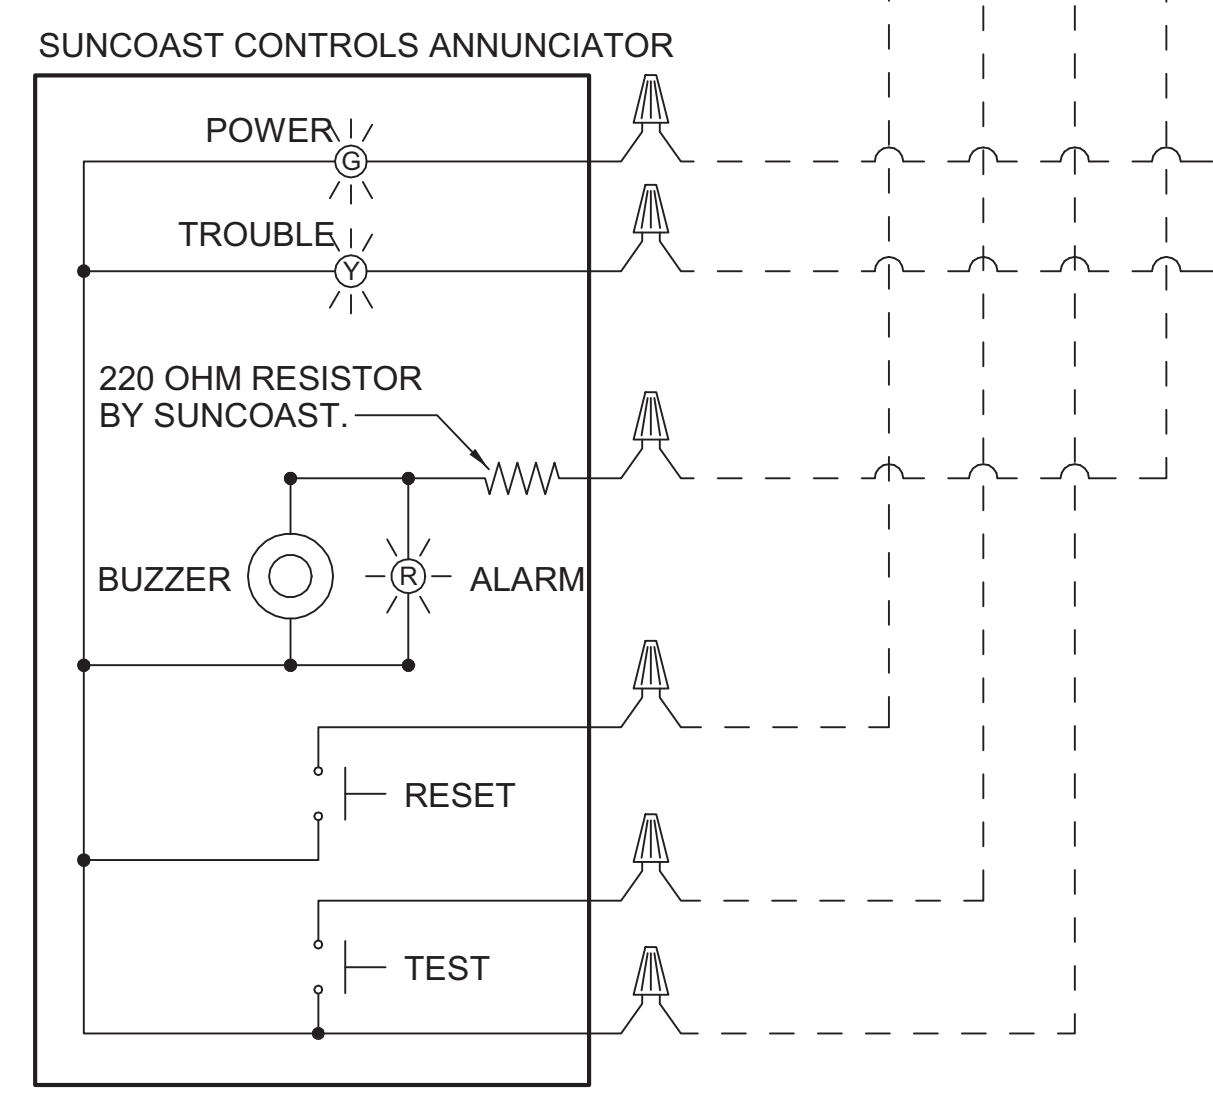 SUNCOAST CONTROLS ANNUNCIATOR
POWER
G
TROUBLE
Y
220 OHM RESISTOR
BY SUNCOAST.
BUZZER
R
ALARM
RESET
TEST